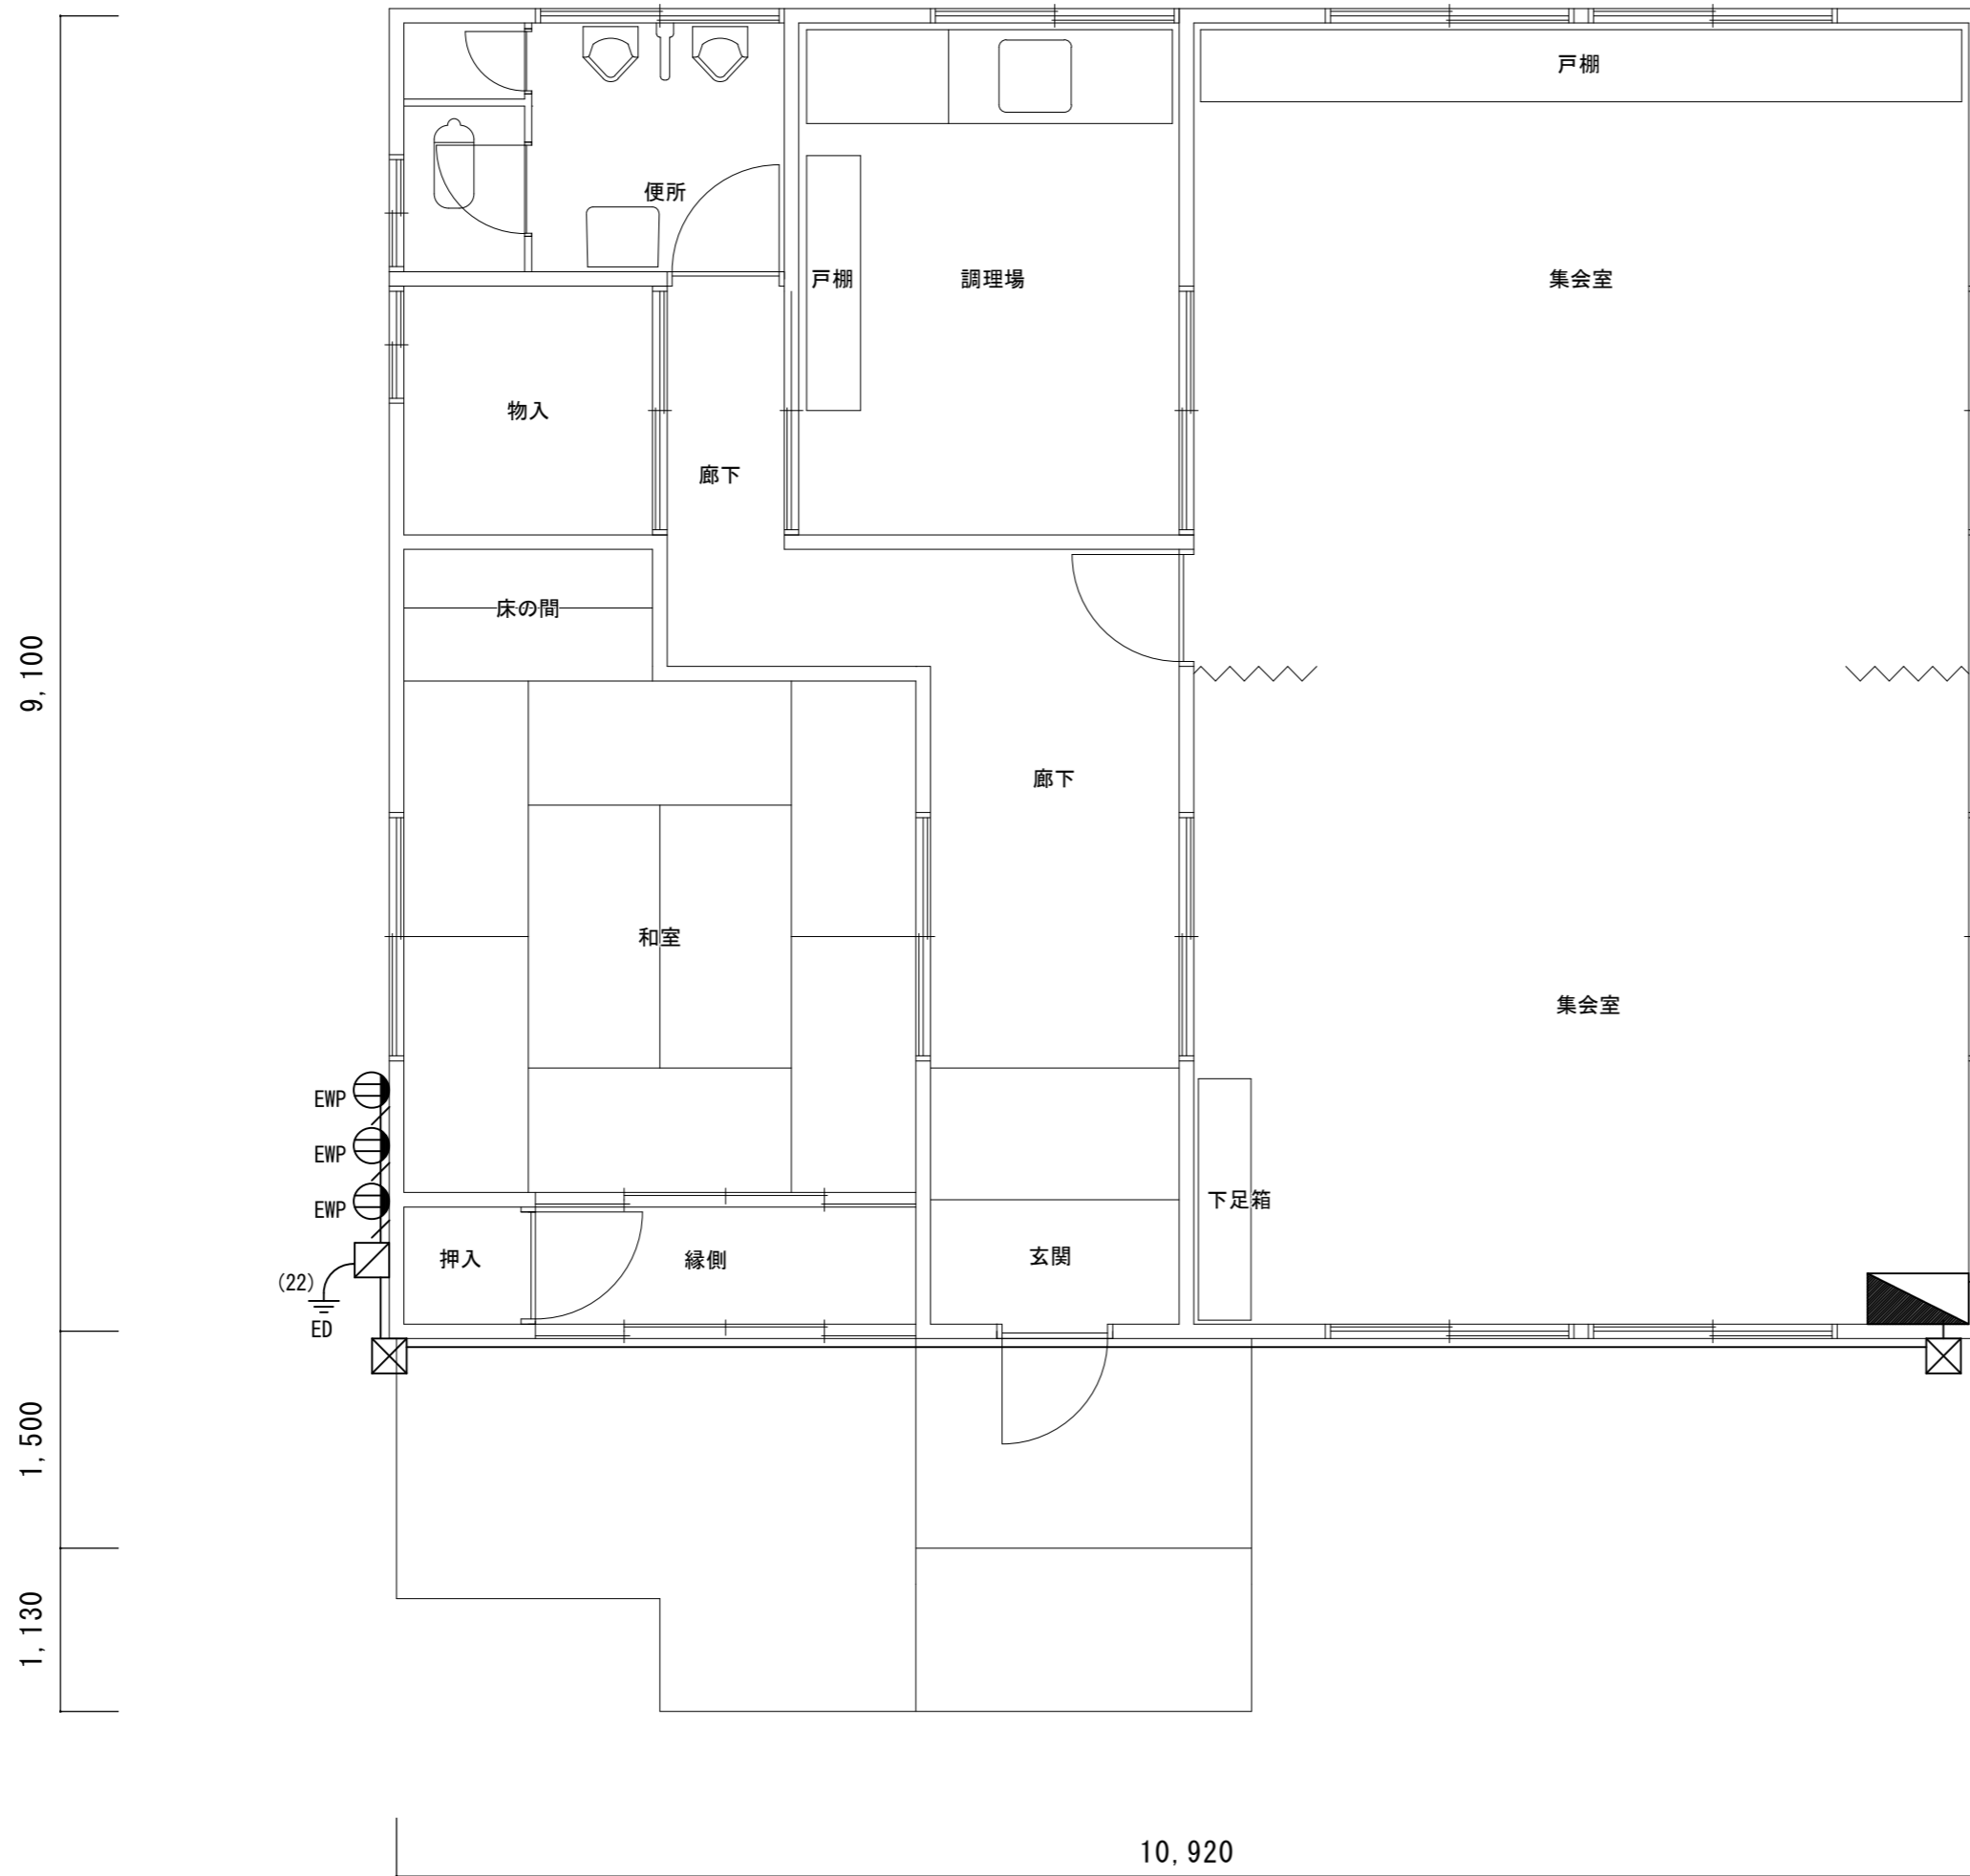 戸棚
便所
戸棚
調理場
集会室
物入
廊下
床の間
9,100
廊下
和室
集会室
EWP
EWP
EWP
下足箱
押入
縁側
玄関
(22)
ED
1,500
1,130
10,920